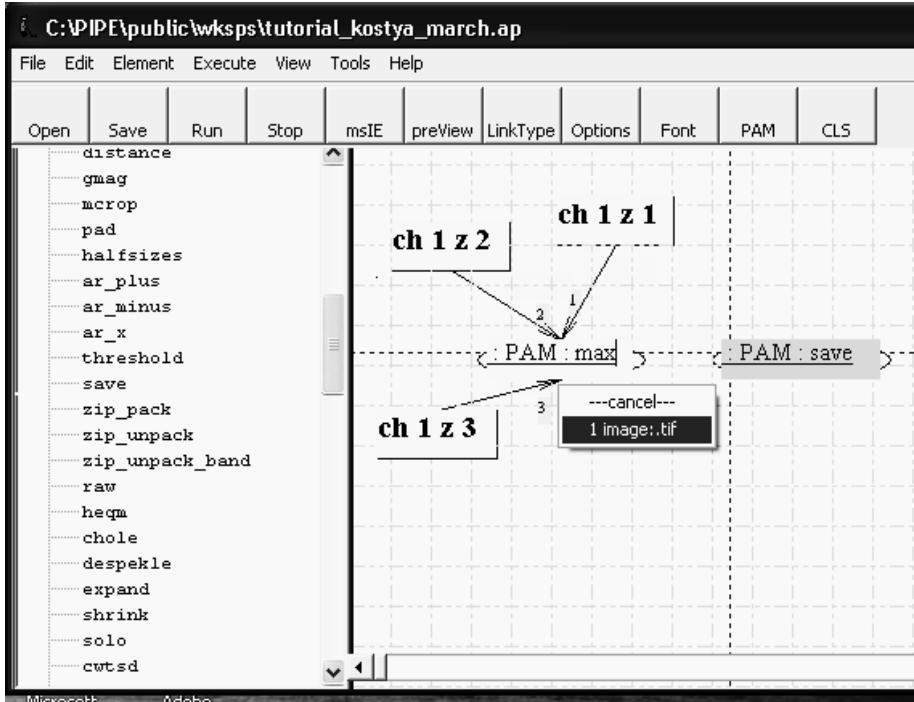 C:\PIPE\public\wksps\tutorial_kostya_march.ap
File Edit Element Execute View Tools Help
Open Save Run Stop msIE preView LinkType Options Font PAM CLS
distance
gmag
mcrop
pad
halfsizes
ar_plus
ar_minus
ar_x
threshold
save
zip_pack
zip_unpack
zip_unpack_band
raw
heqm
chole
despekle
expand
shrink
solo
cwtsd
ch 1 z 1
ch 1 z 2
1
2
: PAM : max
: PAM : save
3
---cancel---
1 image:.tif
ch 1 z 3
Microsoft Adobe